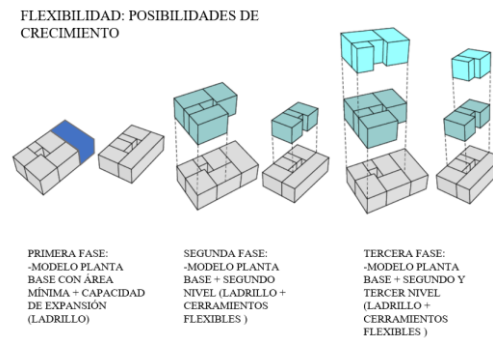 FLEXIBILIDAD: POSIBILIDADES DE
CRECIMIENTO
PRIMERA FASE:
-MODELO PLANTA
BASE CON ÁREA
MÍNIMA + CAPACIDAD
DE EXPANSIÓN
(LADRILLO)
SEGUNDA FASE:
-MODELO PLANTA
BASE + SEGUNDO
NIVEL (LADRILLO +
CERRAMIENTOS
FLEXIBLES )
TERCERA FASE:
-MODELO PLANTA
BASE + SEGUNDO Y
TERCER NIVEL
(LADRILLO +
CERRAMIENTOS
FLEXIBLES )